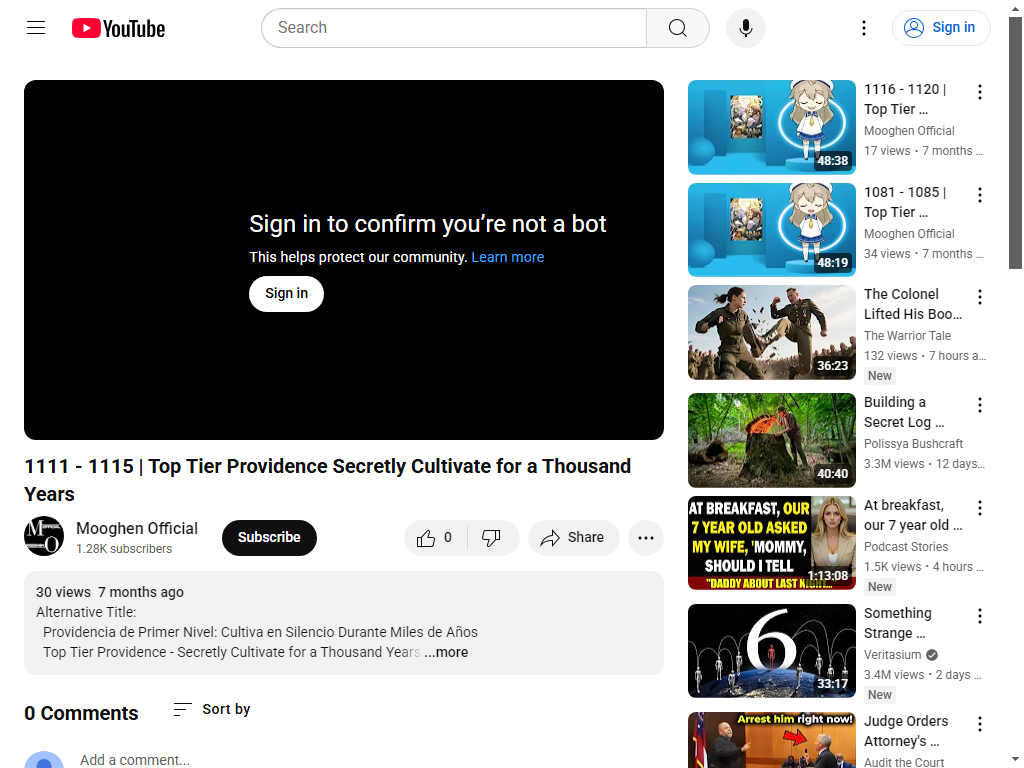 YouTube
Search
Sign in
Sign in to confirm you’re not a bot
This helps protect our community. Learn more
Sign in
1111 - 1115 | Top Tier Providence Secretly Cultivate for a Thousand
Years
Mooghen Official
1.28K subscribers
Subscribe
0
Share
30 views 7 months ago
Alternative Title:
Providencia de Primer Nivel: Cultiva en Silencio Durante Miles de Años
Top Tier Providence - Secretly Cultivate for a Thousand Years ...more
0 Comments
Sort by
Add a comment...
48:38
1116 - 1120 |
Top Tier ...
Mooghen Official
17 views • 7 months ...
48:19
1081 - 1085 |
Top Tier ...
Mooghen Official
34 views • 7 months ...
36:23
The Colonel
Lifted His Boo...
The Warrior Tale
132 views • 7 hours a...
New
40:40
Building a
Secret Log ...
Polissya Bushcraft
3.3M views • 12 days...
AT BREAKFAST, OUR
7 YEAR OLD ASKED
MY WIFE, 'MOMMY,
SHOULD I TELL
"DADDY ABOUT LAST NIGHT...
1:13:08
At breakfast,
our 7 year old ...
Podcast Stories
1.5K views • 4 hours ...
New
6
33:17
Something
Strange ...
Veritasium
3.4M views • 2 days ...
New
Arrest him right now!
Judge Orders
Attorney's ...
Audit the Court